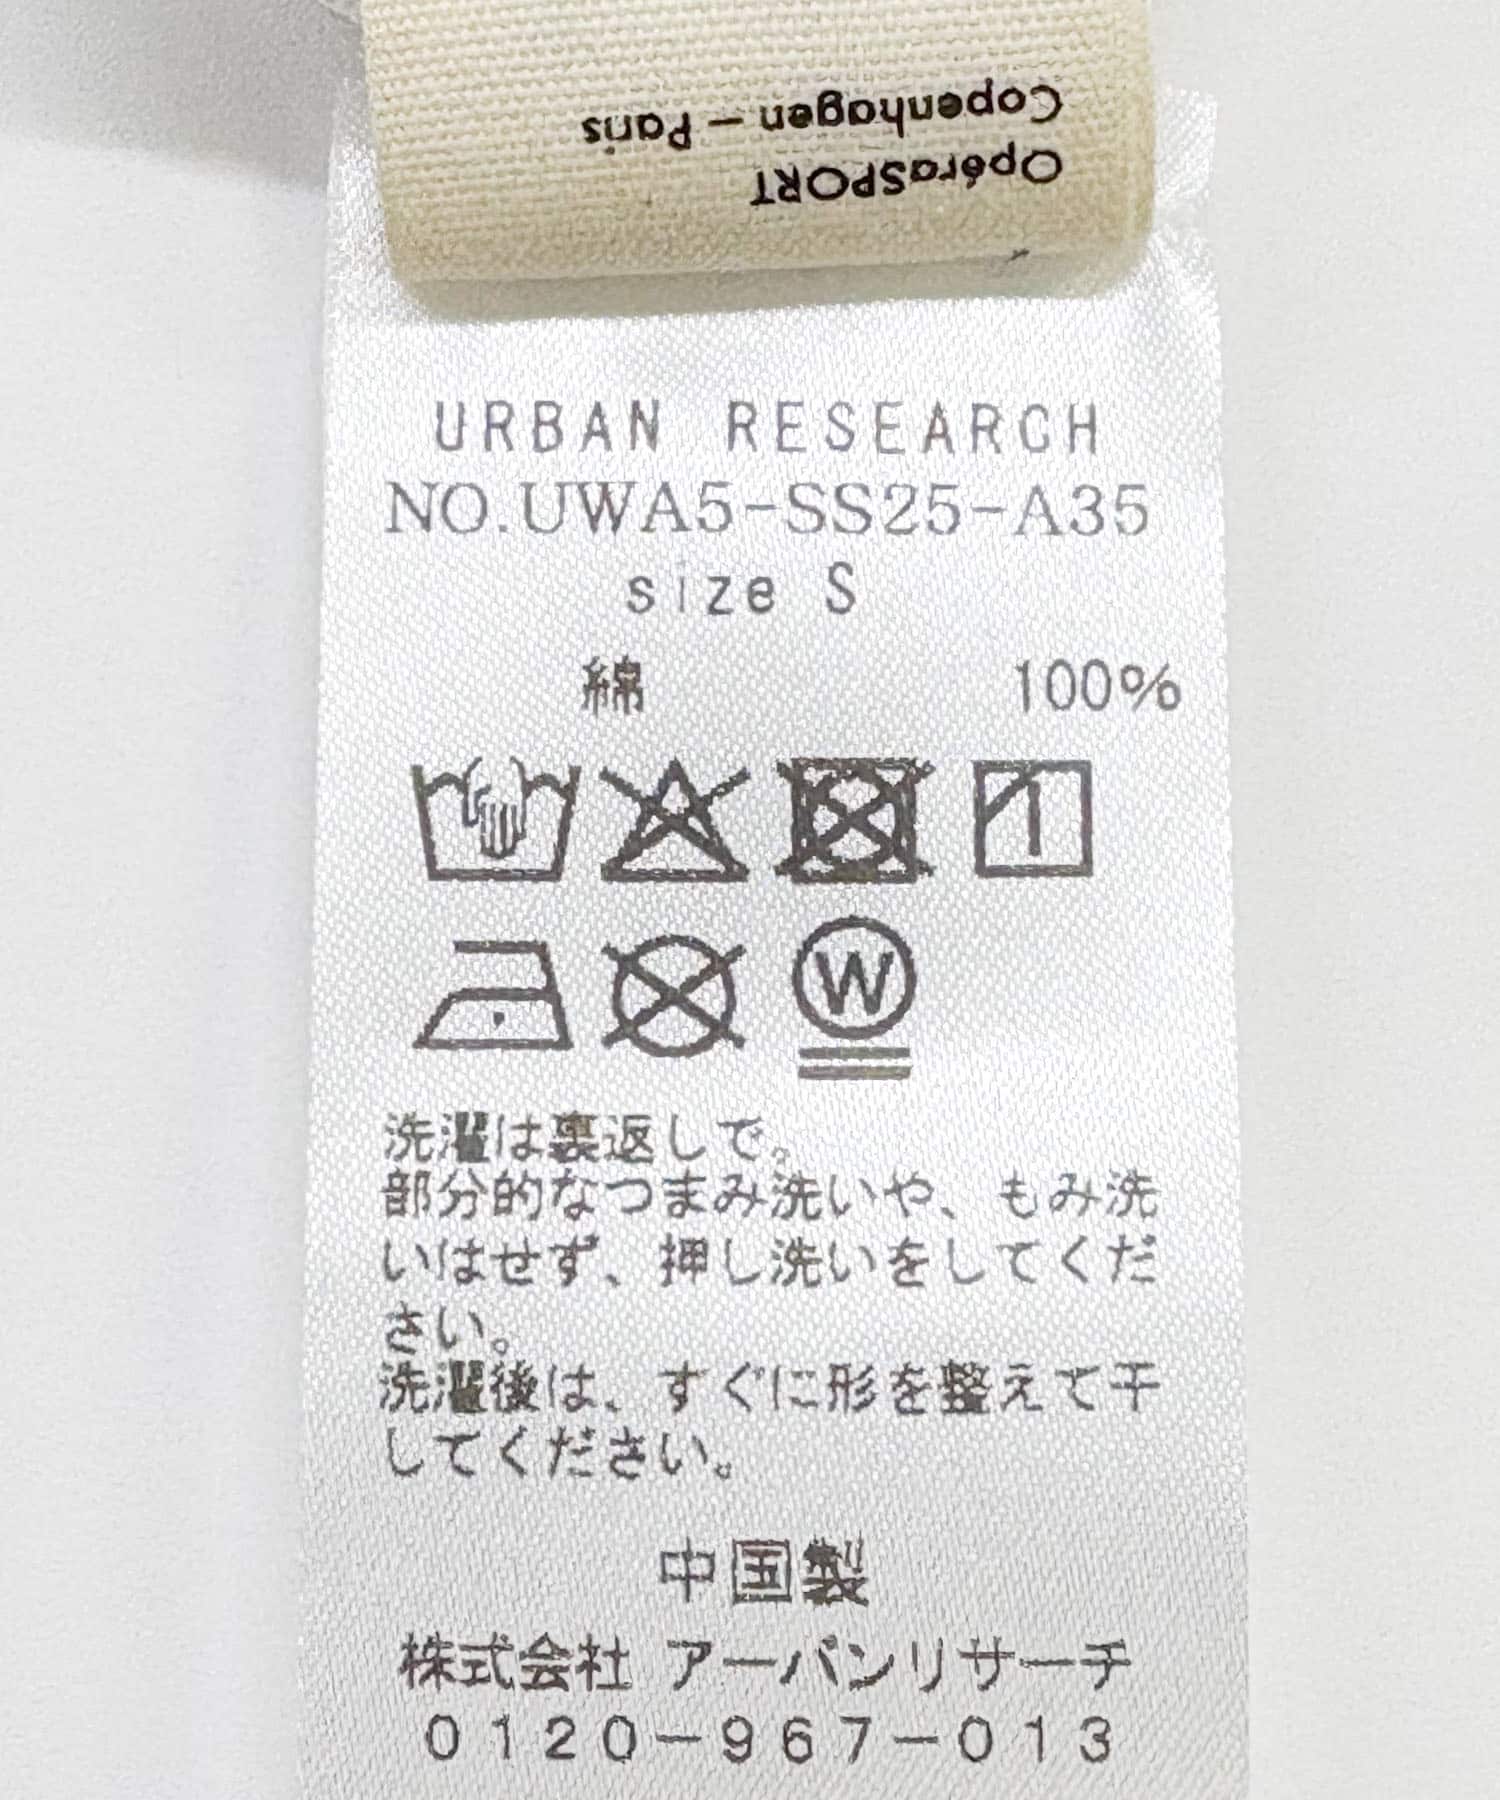 OpéraSPORT
Copenhagen – Paris
URBAN RESEARCH
NO.UWA5-SS25-A35
size S
綿 100%
W
洗濯は裏返しで。
部分的なつまみ洗いや、もみ洗
いはせず、押し洗いをしてくだ
さい。
洗濯後は、すぐに形を整えて干
してください。
中国製
株式会社 アーバンリサーチ
0120-967-013